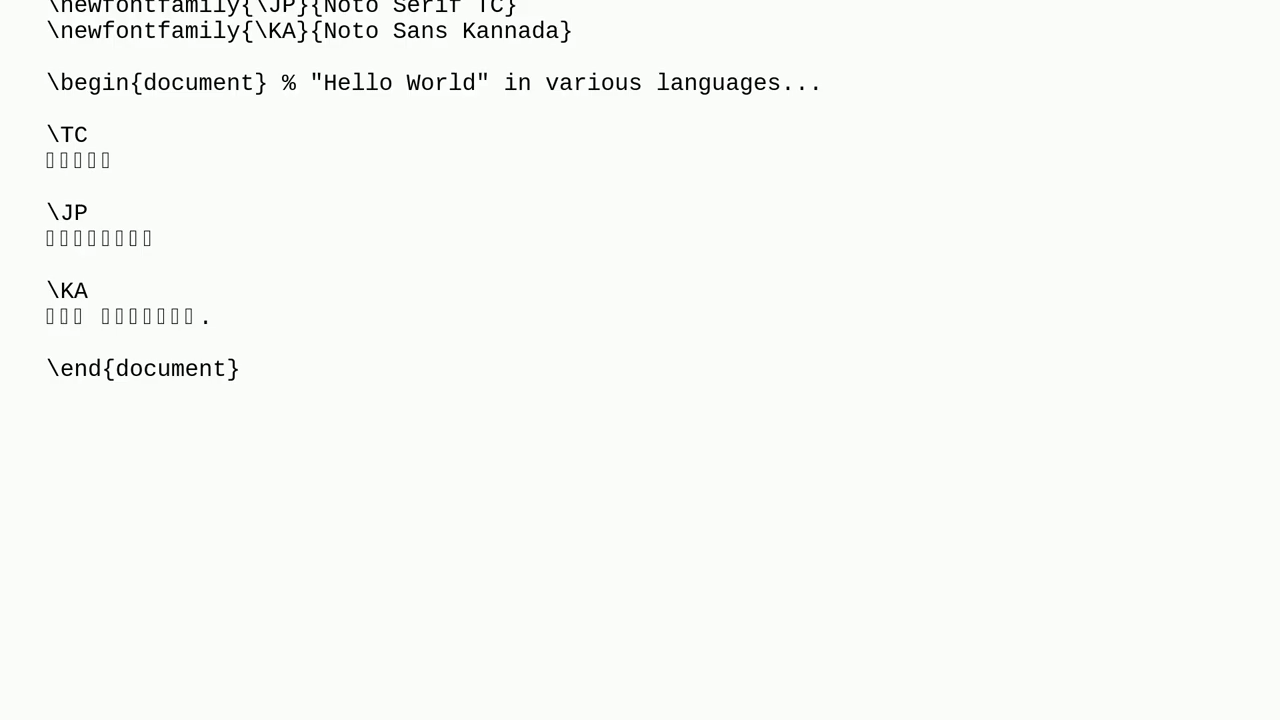 \newfontfamily{\JP}{Noto Serif TC}
\newfontfamily{\KA}{Noto Sans Kannada}
\begin{document} % "Hello World" in various languages...
\TC
\JP
\KA
\end{document}